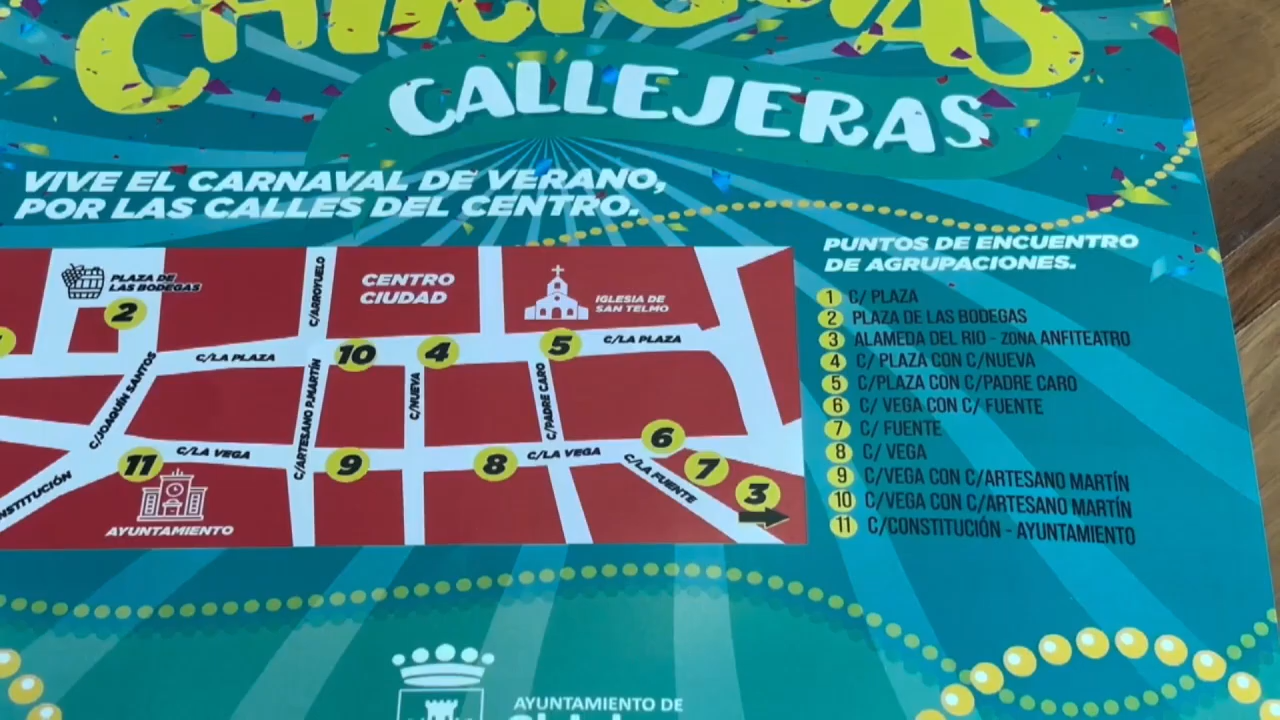 CHIRIGOTAS
CALLEJERAS
VIVE EL CARNAVAL DE VERANO,
POR LAS CALLES DEL CENTRO.
PLAZA DE
LAS BODEGAS
2
C/ARROYUELO
CENTRO
CIUDAD
IGLESIA DE
SAN TELMO
C/LA PLAZA
10
4
5
C/LA PLAZA
C/JOAQUÍN SANTOS
C/ARTESANO P.MARTÍN
C/NUEVA
C/PADRE CARO
11
C/LA VEGA
9
8
C/LA VEGA
6
7
C/LA FUENTE
3
AYUNTAMIENTO
PUNTOS DE ENCUENTRO
DE AGRUPACIONES.
1 C/ PLAZA
2 PLAZA DE LAS BODEGAS
3 ALAMEDA DEL RIO - ZONA ANFITEATRO
4 C/ PLAZA CON C/NUEVA
5 C/PLAZA CON C/PADRE CARO
6 C/ VEGA CON C/ FUENTE
7 C/ FUENTE
8 C/ VEGA
9 C/VEGA CON C/ARTESANO MARTÍN
10 C/VEGA CON C/ARTESANO MARTÍN
11 C/CONSTITUCIÓN - AYUNTAMIENTO
AYUNTAMIENTO DE